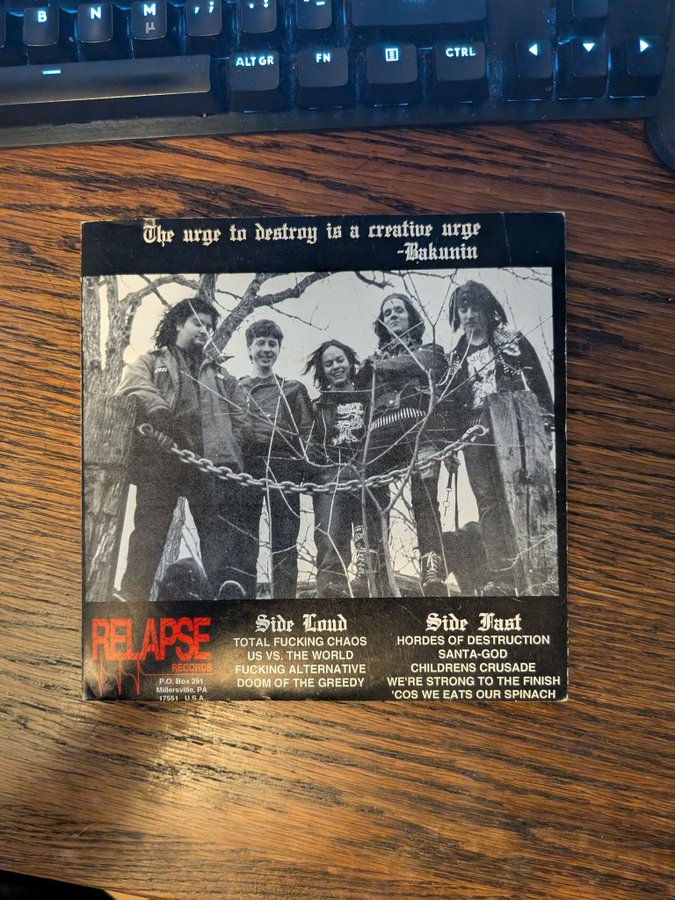 B N M µ , ; . : - _
ALT GR FN CTRL
The urge to destroy is a creative urge
-Bakunin
RELAPSE
RECORDS
P.O. Box 251
Millersville, PA
17551 U.S.A.
Side Loud
TOTAL FUCKING CHAOS
US VS. THE WORLD
FUCKING ALTERNATIVE
DOOM OF THE GREEDY
Side Fast
HORDES OF DESTRUCTION
SANTA-GOD
CHILDRENS CRUSADE
WE'RE STRONG TO THE FINISH
'COS WE EATS OUR SPINACH